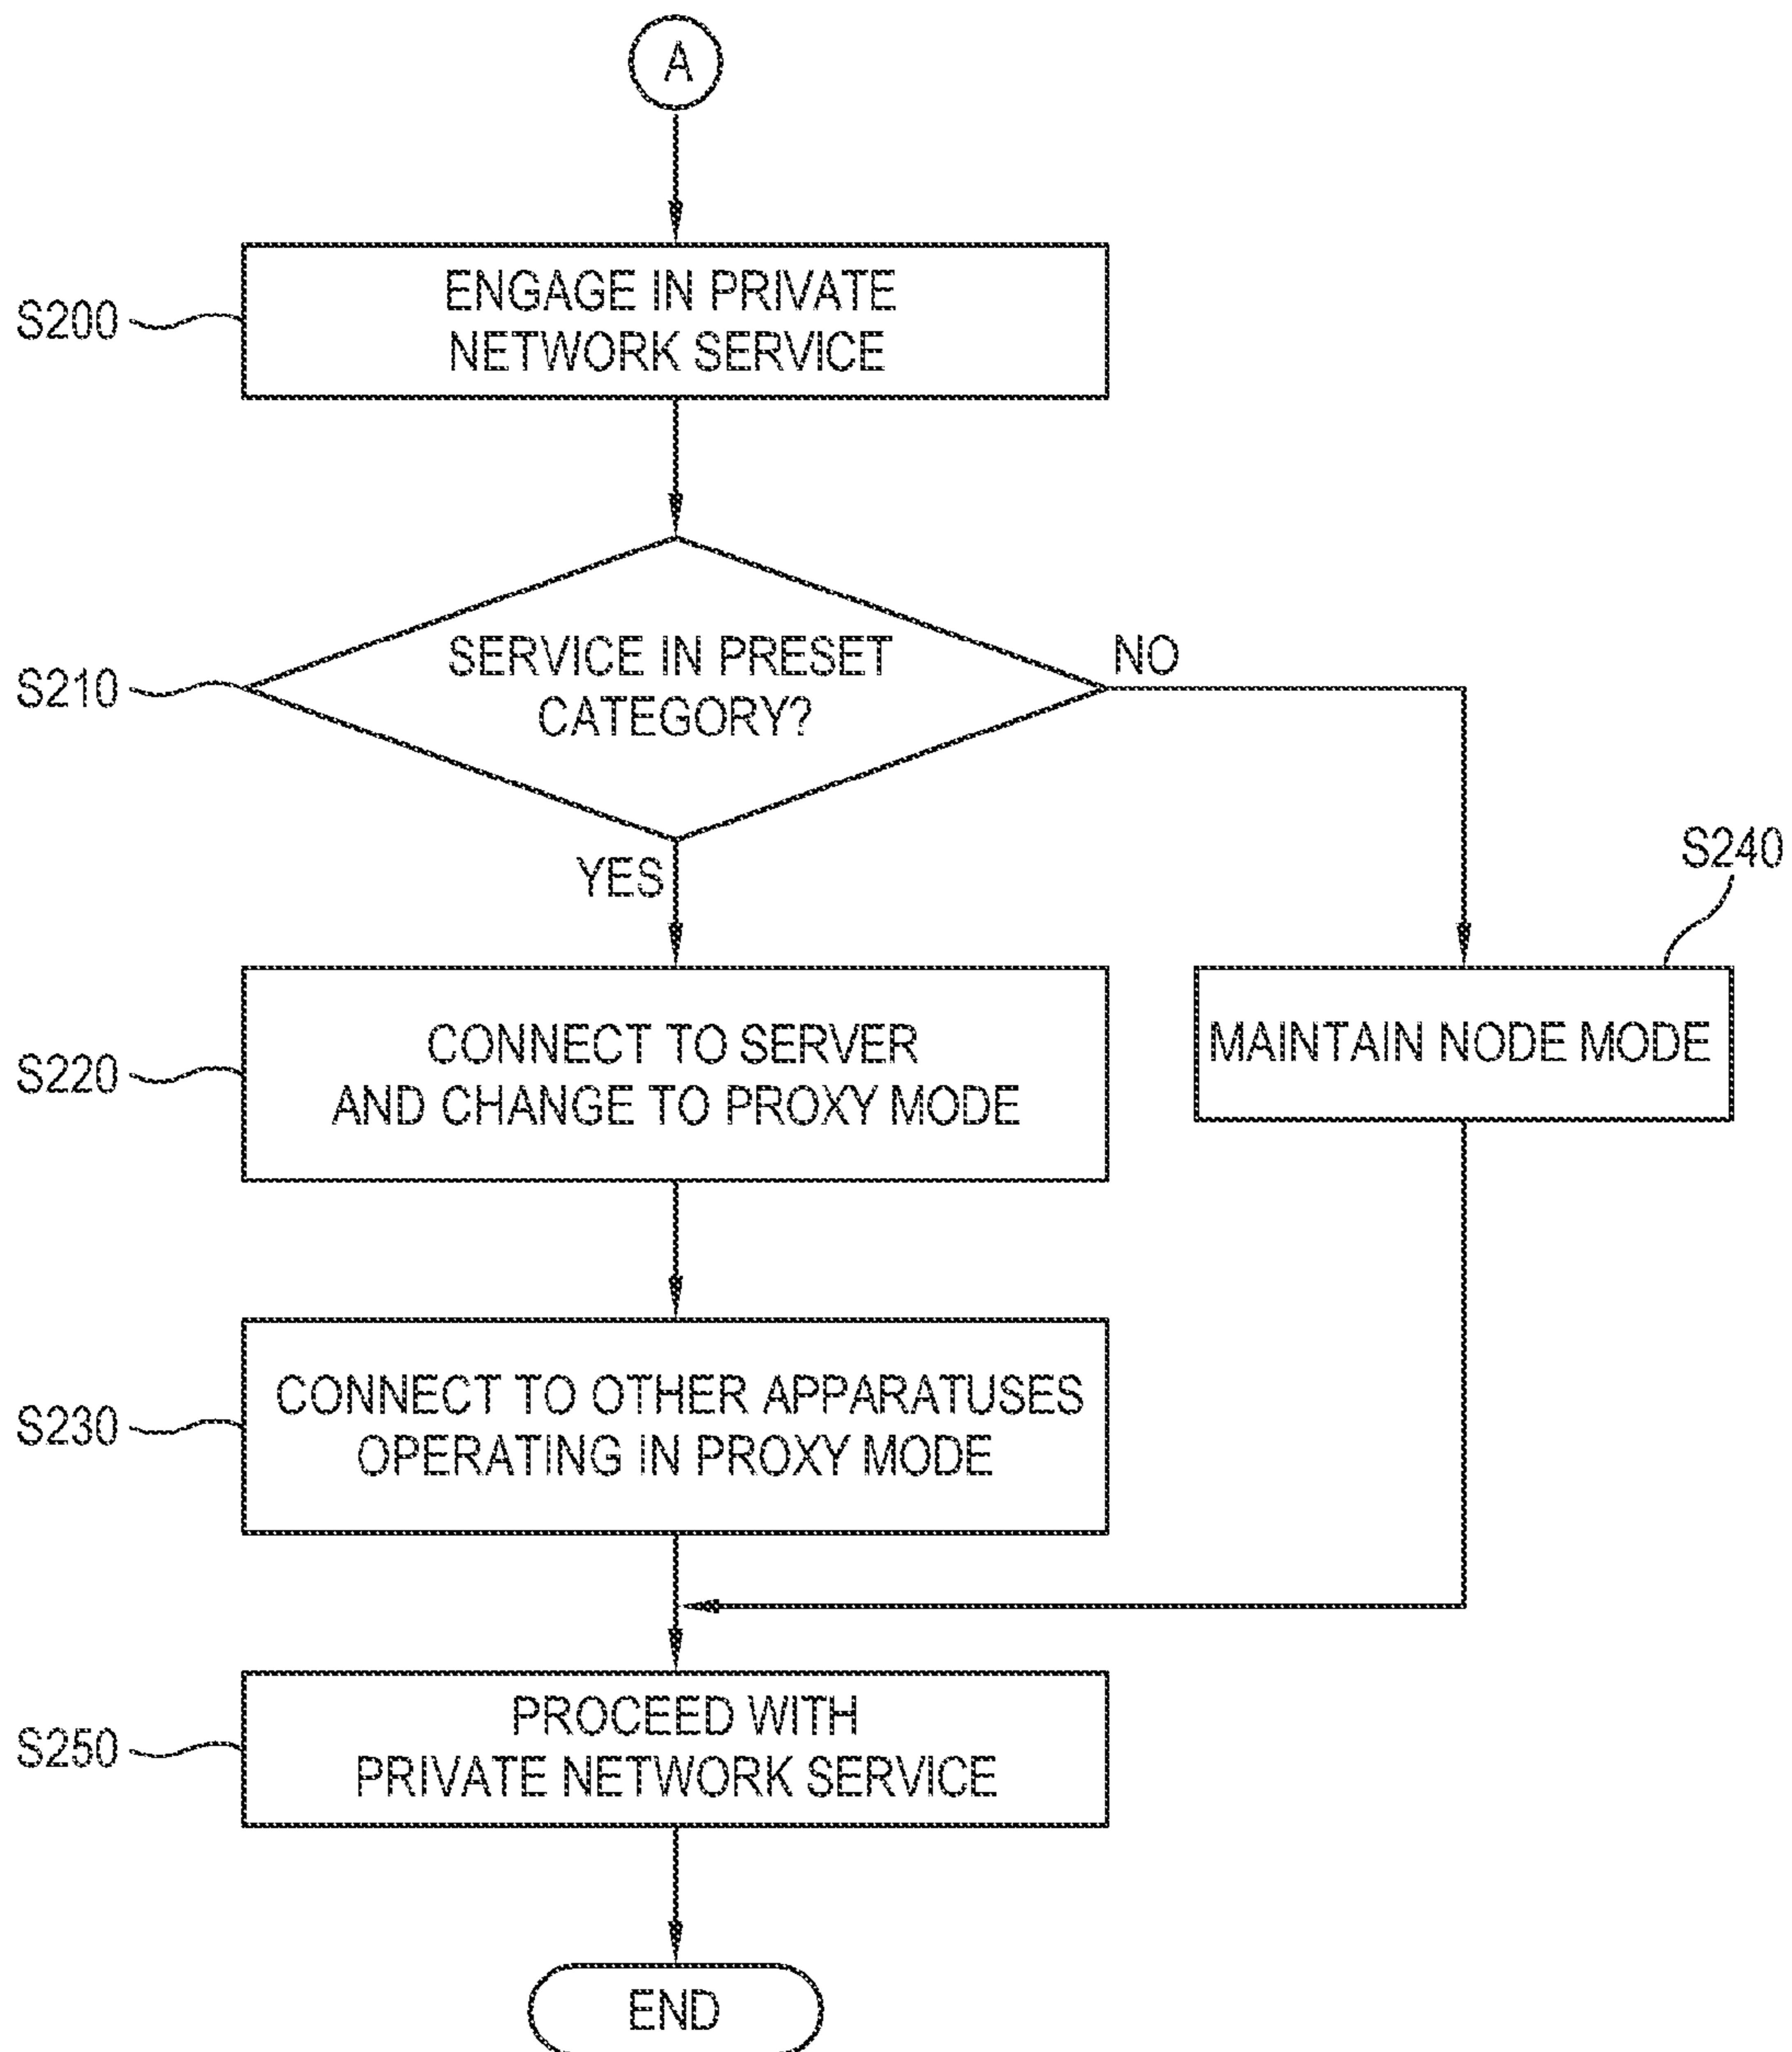 A
S200
ENGAGE IN PRIVATE
NETWORK SERVICE
S210
SERVICE IN PRESET
CATEGORY?
NO
YES
S240
S220
CONNECT TO SERVER
AND CHANGE TO PROXY MODE
MAINTAIN NODE MODE
S230
CONNECT TO OTHER APPARATUSES
OPERATING IN PROXY MODE
S250
PROCEED WITH
PRIVATE NETWORK SERVICE
END